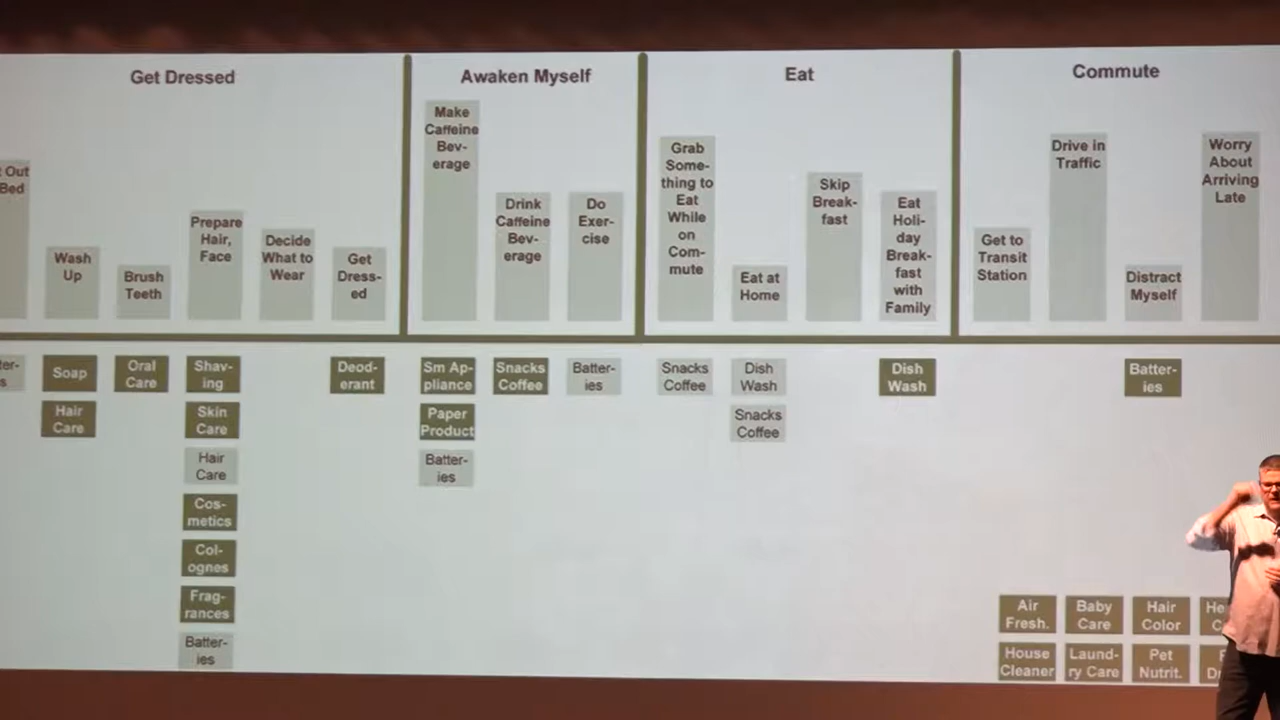 Get Dressed
Awaken Myself
Eat
Commute
Out
Bed
Wash
Up
Brush
Teeth
Prepare
Hair,
Face
Decide
What to
Wear
Get
Dress-
ed
Make
Caffeine
Bev-
erage
Drink
Caffeine
Bev-
erage
Do
Exer-
cise
Grab
Some-
thing to
Eat
While
on
Com-
mute
Eat at
Home
Skip
Break-
fast
Eat
Holi-
day
Break-
fast
with
Family
Get to
Transit
Station
Drive in
Traffic
Distract
Myself
Worry
About
Arriving
Late
ter-
s
Soap
Hair
Care
Oral
Care
Shav-
ing
Skin
Care
Hair
Care
Cos-
metics
Col-
ognes
Frag-
rances
Batter-
ies
Deod-
erant
Sm Ap-
pliance
Paper
Product
Batter-
ies
Snacks
Coffee
Batter-
ies
Snacks
Coffee
Dish
Wash
Snacks
Coffee
Dish
Wash
Batter-
ies
Air
Fresh.
Baby
Care
Hair
Color
He
C
House
Cleaner
Laund-
ry Care
Pet
Nutrit.